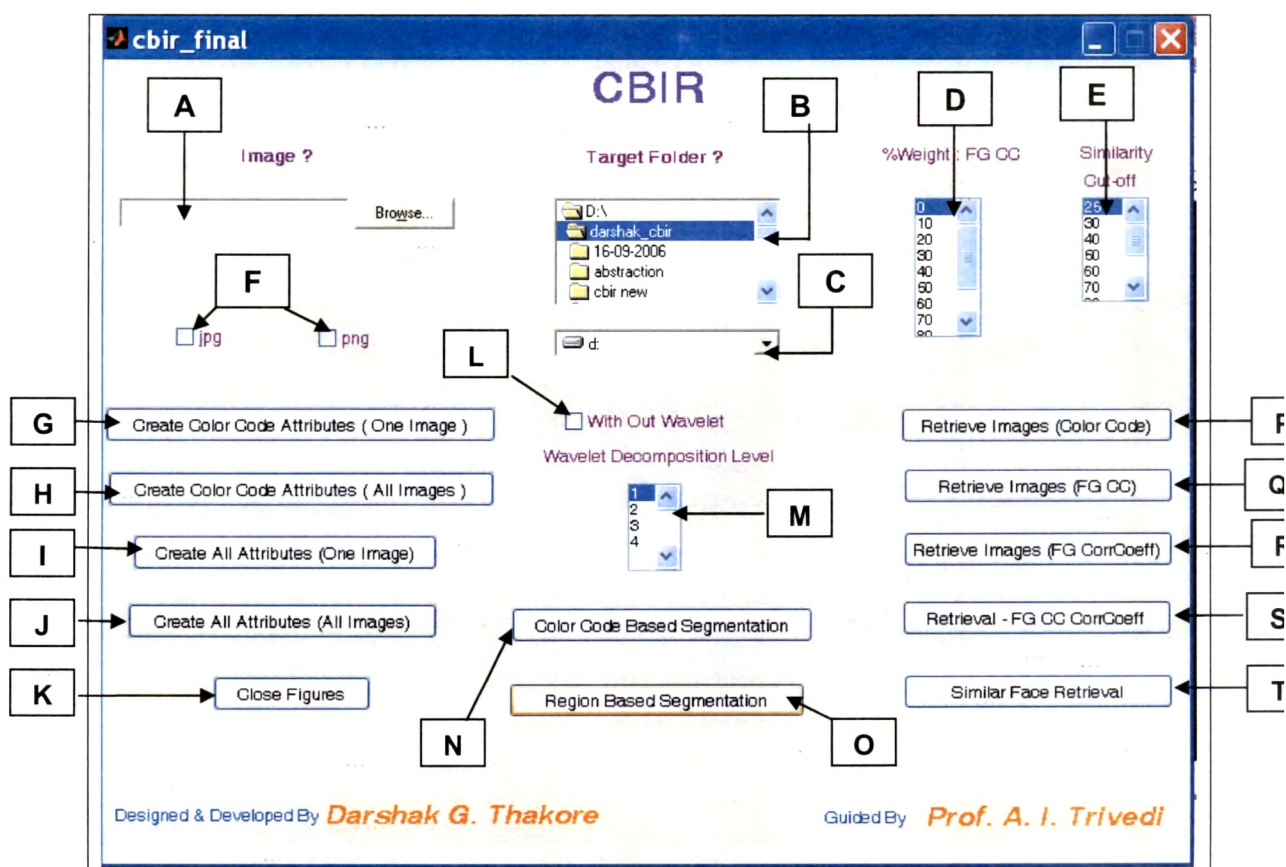 cbir_final
CBIR
A
B
D
E
Image ?
Target Folder ?
%Weight : FG CC
Similarity
Cut-off
Browse...
D:\
darshak_cbir
16-09-2006
abstraction
cbir new
0
10
20
30
40
50
60
70
80
25
30
40
50
60
70
F
C
jpg
png
d:
L
G
Create Color Code Attributes ( One Image )
With Out Wavelet
Retrieve Images (Color Code)
Wavelet Decomposition Level
H
Create Color Code Attributes ( All Images )
1
2
3
4
M
Retrieve Images (FG CC)
Q
I
Create All Attributes (One Image)
Retrieve Images (FG CorrCoeff)
J
Create All Attributes (All Images)
Color Code Based Segmentation
Retrieval - FG CC CorrCoeff
S
K
Close Figures
Region Based Segmentation
Similar Face Retrieval
T
N
O
Designed & Developed By Darshak G. Thakore
Guided By Prof. A. I. Trivedi